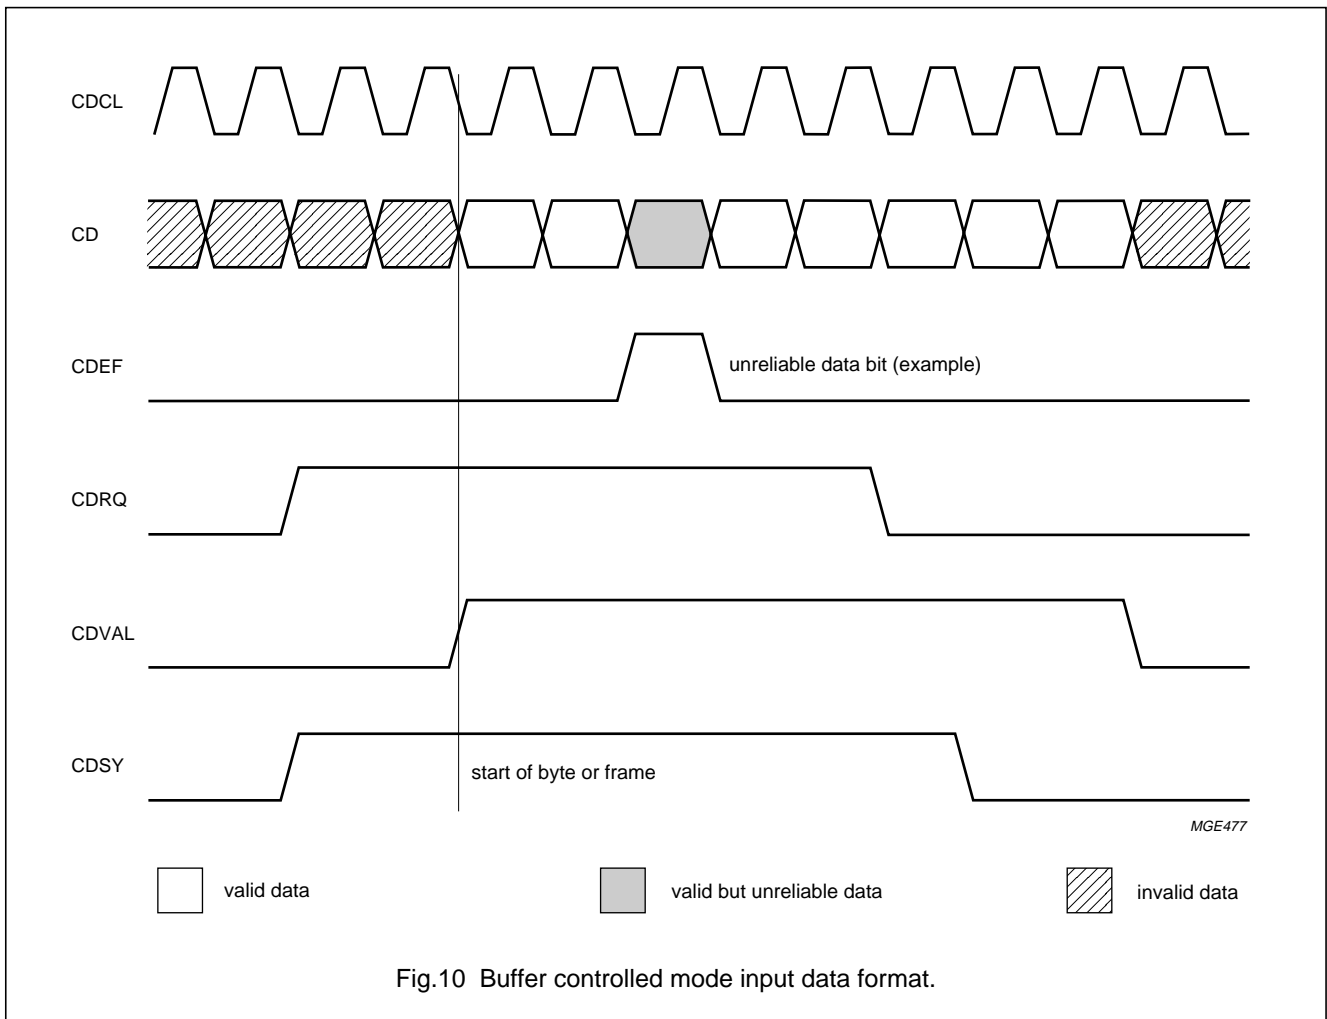 CDCL
CD
CDEF
unreliable data bit (example)
CDRQ
CDVAL
CDSY
start of byte or frame
MGE477
valid data
valid but unreliable data
invalid data
Fig.10 Buffer controlled mode input data format.